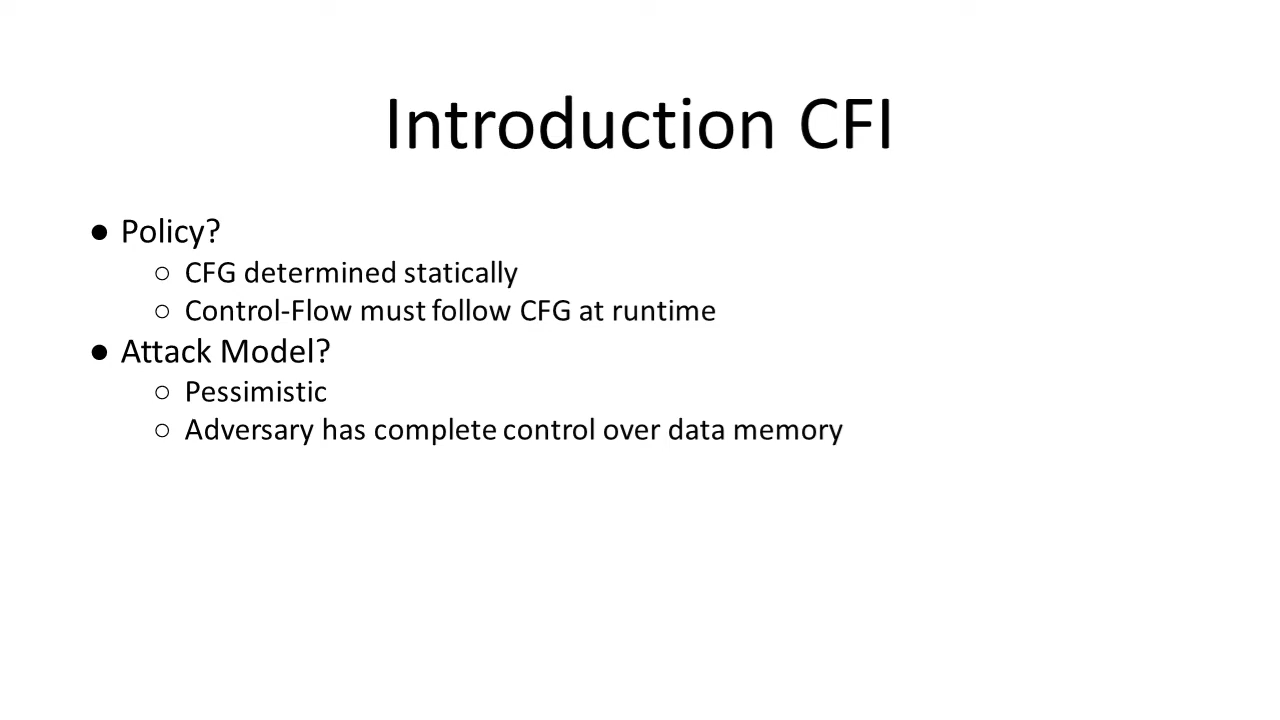 Introduction CFI
● Policy?
○ CFG determined statically
○ Control-Flow must follow CFG at runtime
● Attack Model?
○ Pessimistic
○ Adversary has complete control over data memory